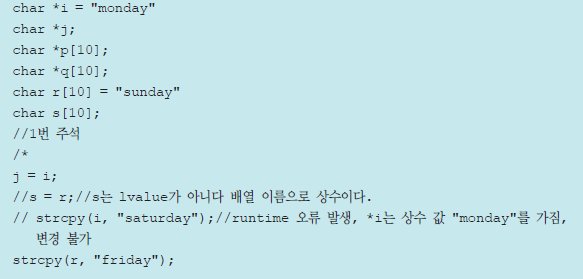 char *i = "monday"
char *j;
char *p[10];
char *q[10];
char r[10] = "sunday"
char s[10];
//1번 주석
/*
j = i;
//s = r;//s는 lvalue가 아니다 배열 이름으로 상수이다.
// strcpy(i, "saturday");//runtime 오류 발생, *i는 상수 값 "monday"를 가짐,
변경 불가
strcpy(r, "friday");